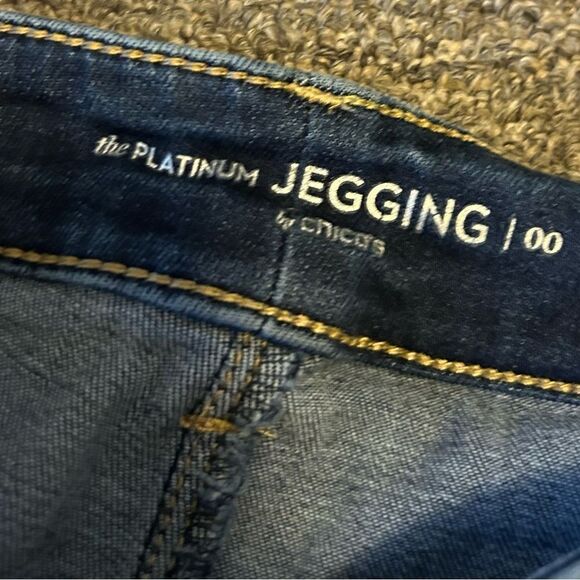 the PLATINUM JEGGING / 00
by CHICO'S